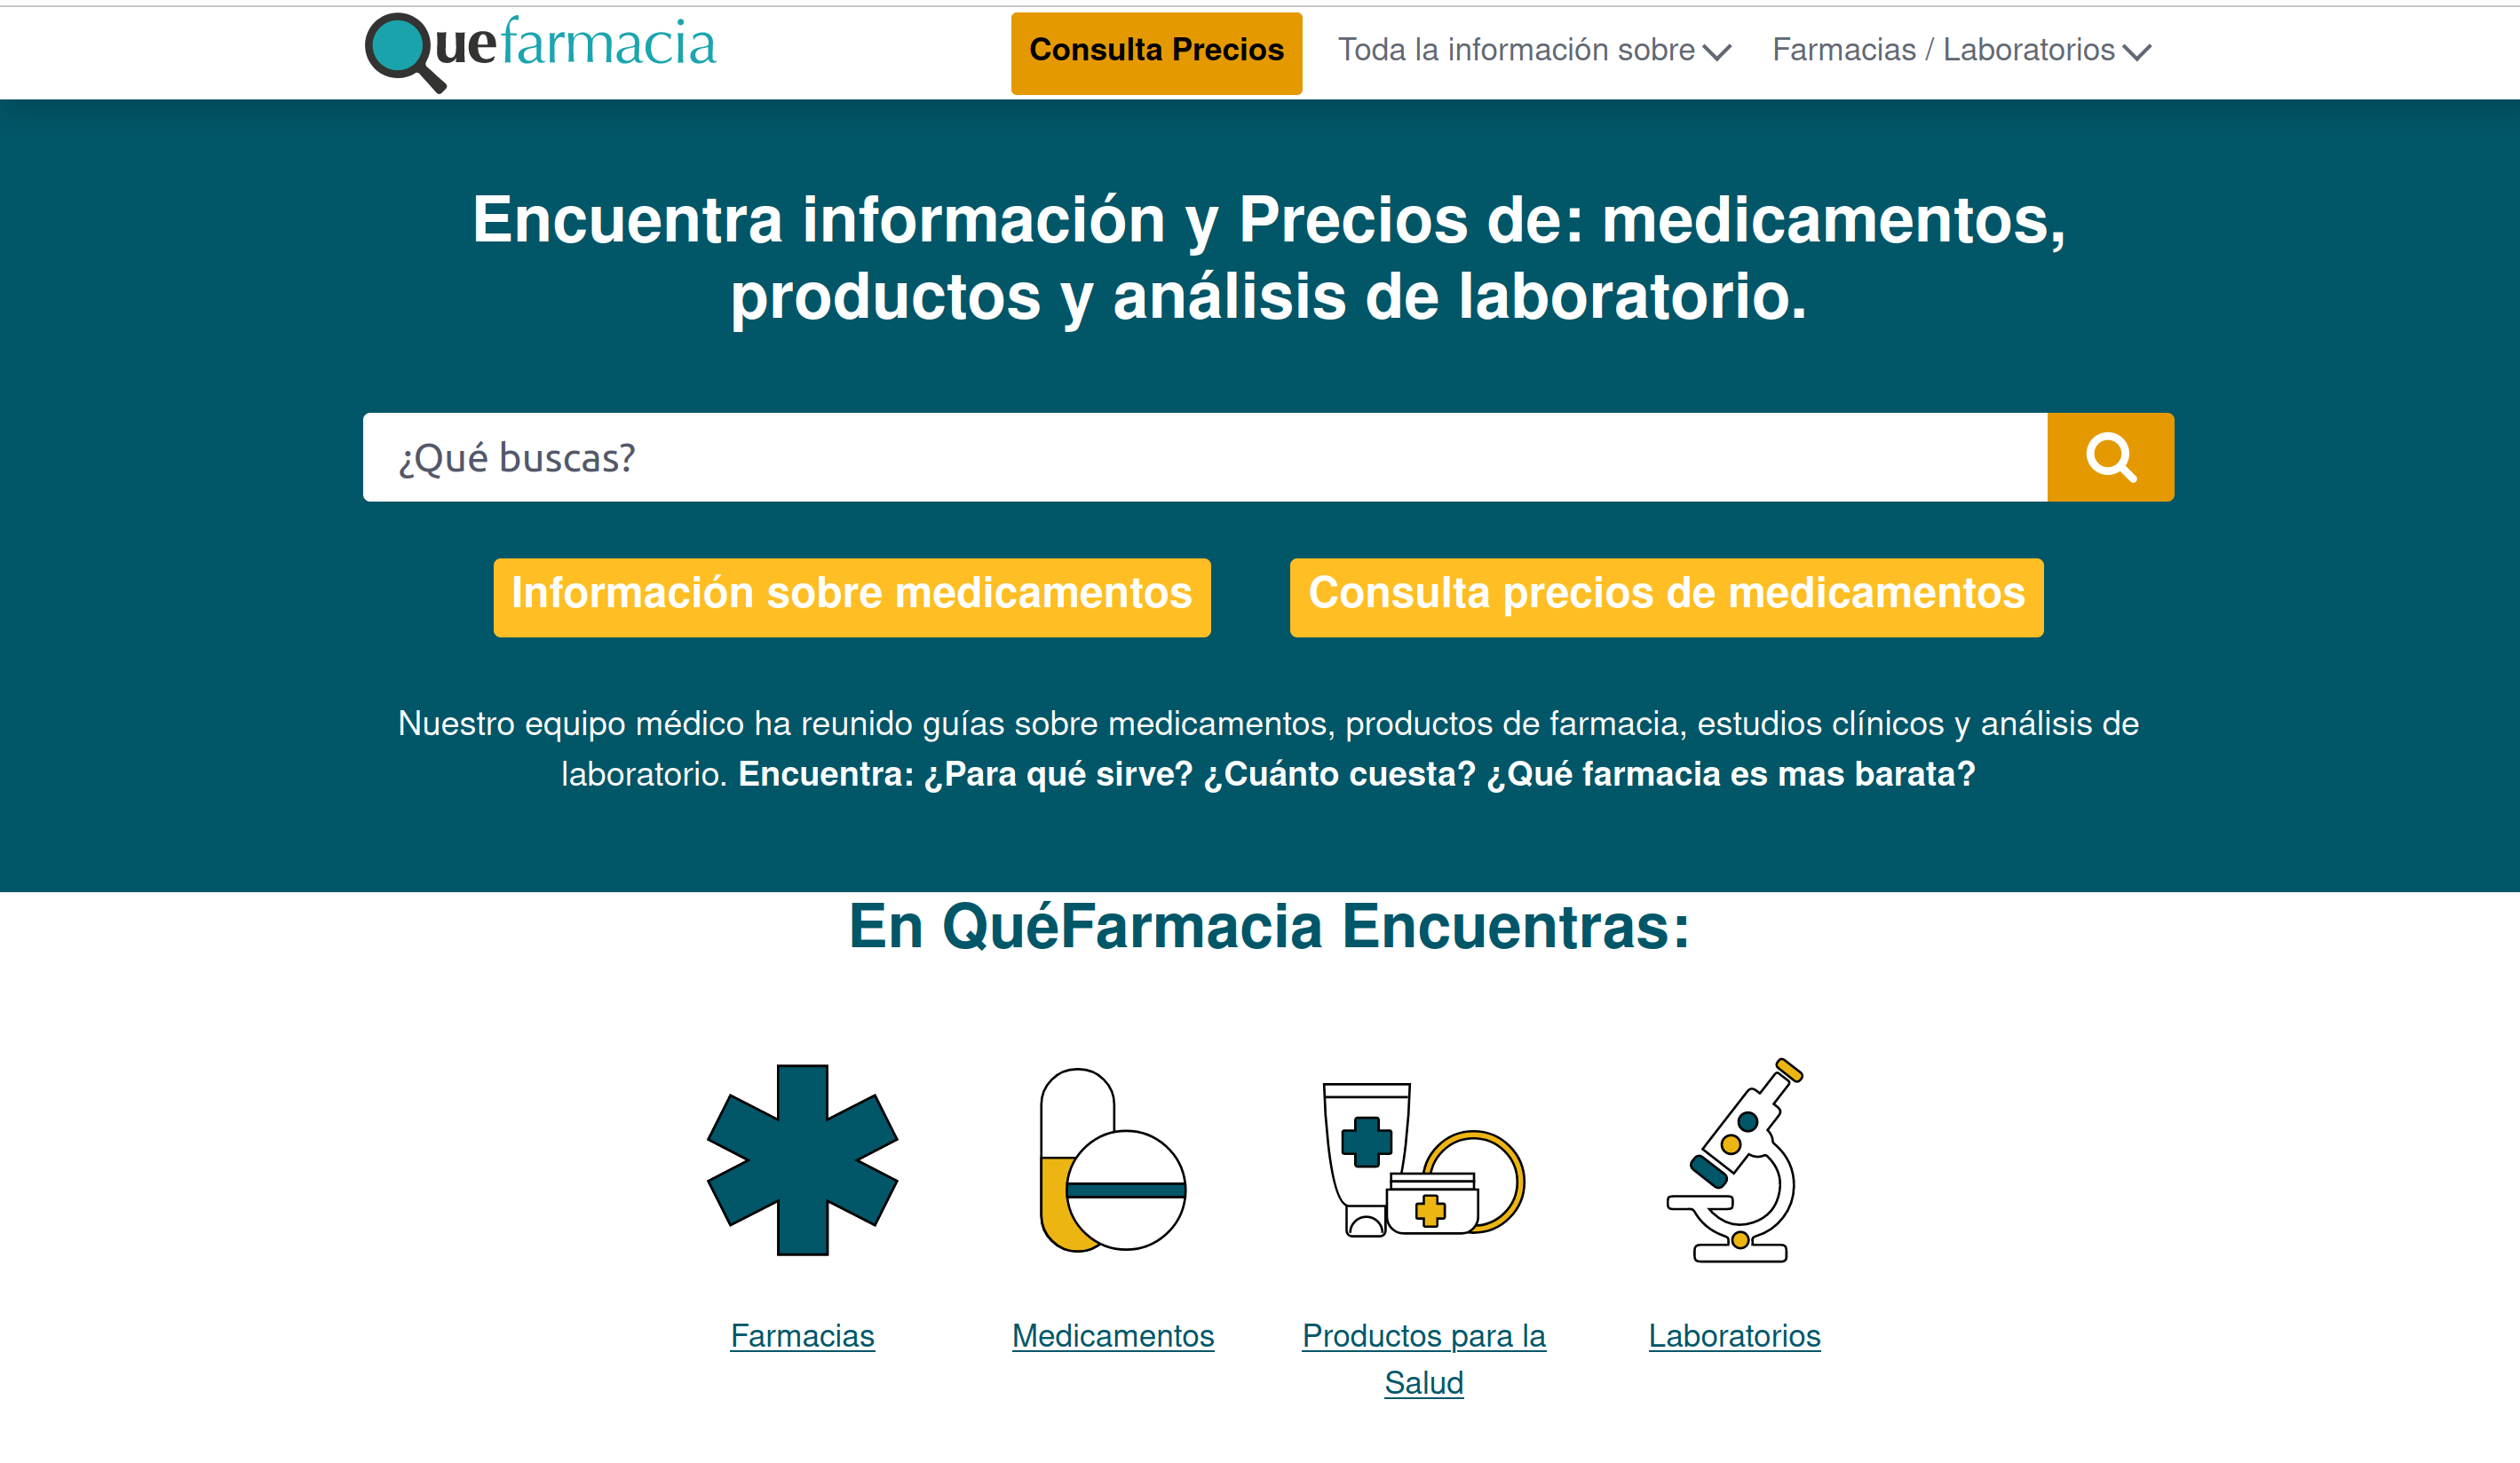 Quefarmacia
Consulta Precios
Toda la información sobre
Farmacias / Laboratorios
Encuentra información y Precios de: medicamentos,
productos y análisis de laboratorio.
¿Qué buscas?
Información sobre medicamentos
Consulta precios de medicamentos
Nuestro equipo médico ha reunido guías sobre medicamentos, productos de farmacia, estudios clínicos y análisis de
laboratorio. Encuentra: ¿Para qué sirve? ¿Cuánto cuesta? ¿Qué farmacia es mas barata?
En QuéFarmacia Encuentras:
Farmacias
Medicamentos
Productos para la
Salud
Laboratorios